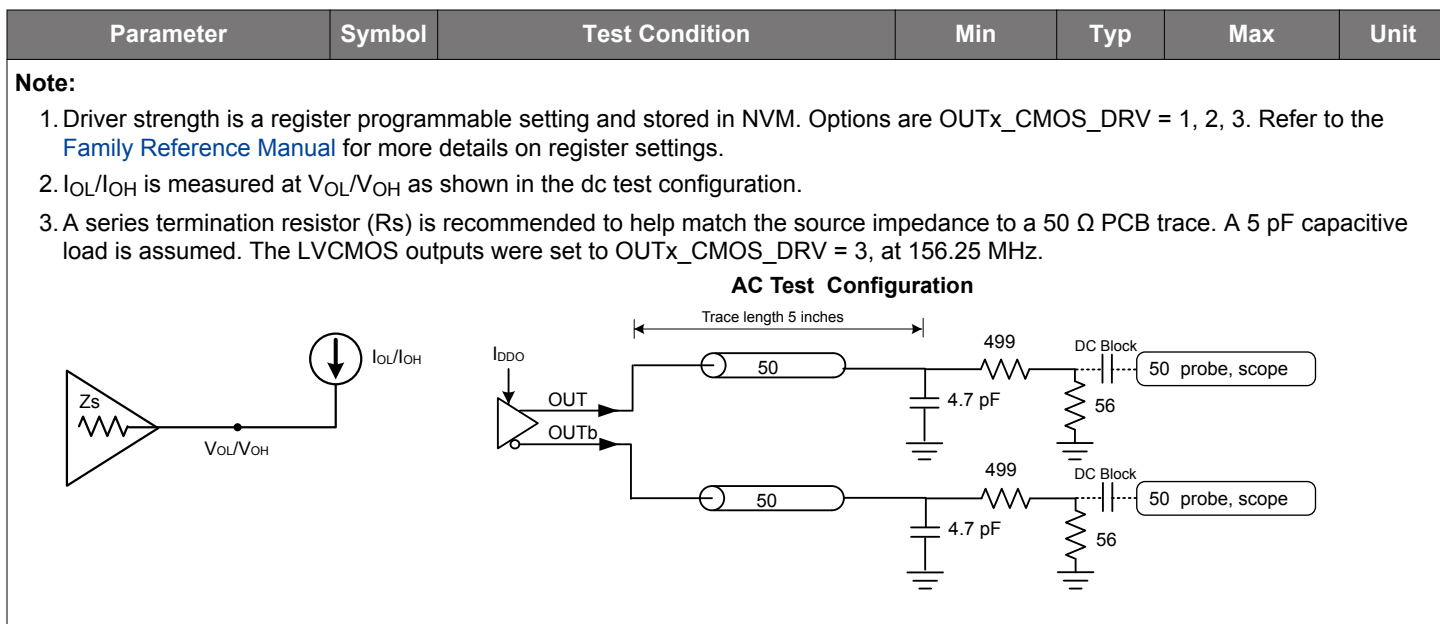 Parameter Symbol Test Condition Min Typ Max Unit
Note:
1. Driver strength is a register programmable setting and stored in NVM. Options are OUTx_CMOS_DRV = 1, 2, 3. Refer to the
Family Reference Manual for more details on register settings.
2. IOL/IOH is measured at VOL/VOH as shown in the dc test configuration.
3. A series termination resistor (Rs) is recommended to help match the source impedance to a 50 Ω PCB trace. A 5 pF capacitive
load is assumed. The LVCMOS outputs were set to OUTx_CMOS_DRV = 3, at 156.25 MHz.
AC Test Configuration
Trace length 5 inches
Zs
VOL/VOH
IOL/IOH
IDDO
OUT
OUTb
50
4.7 pF
499
DC Block
56
50 probe, scope
50
4.7 pF
499
DC Block
56
50 probe, scope